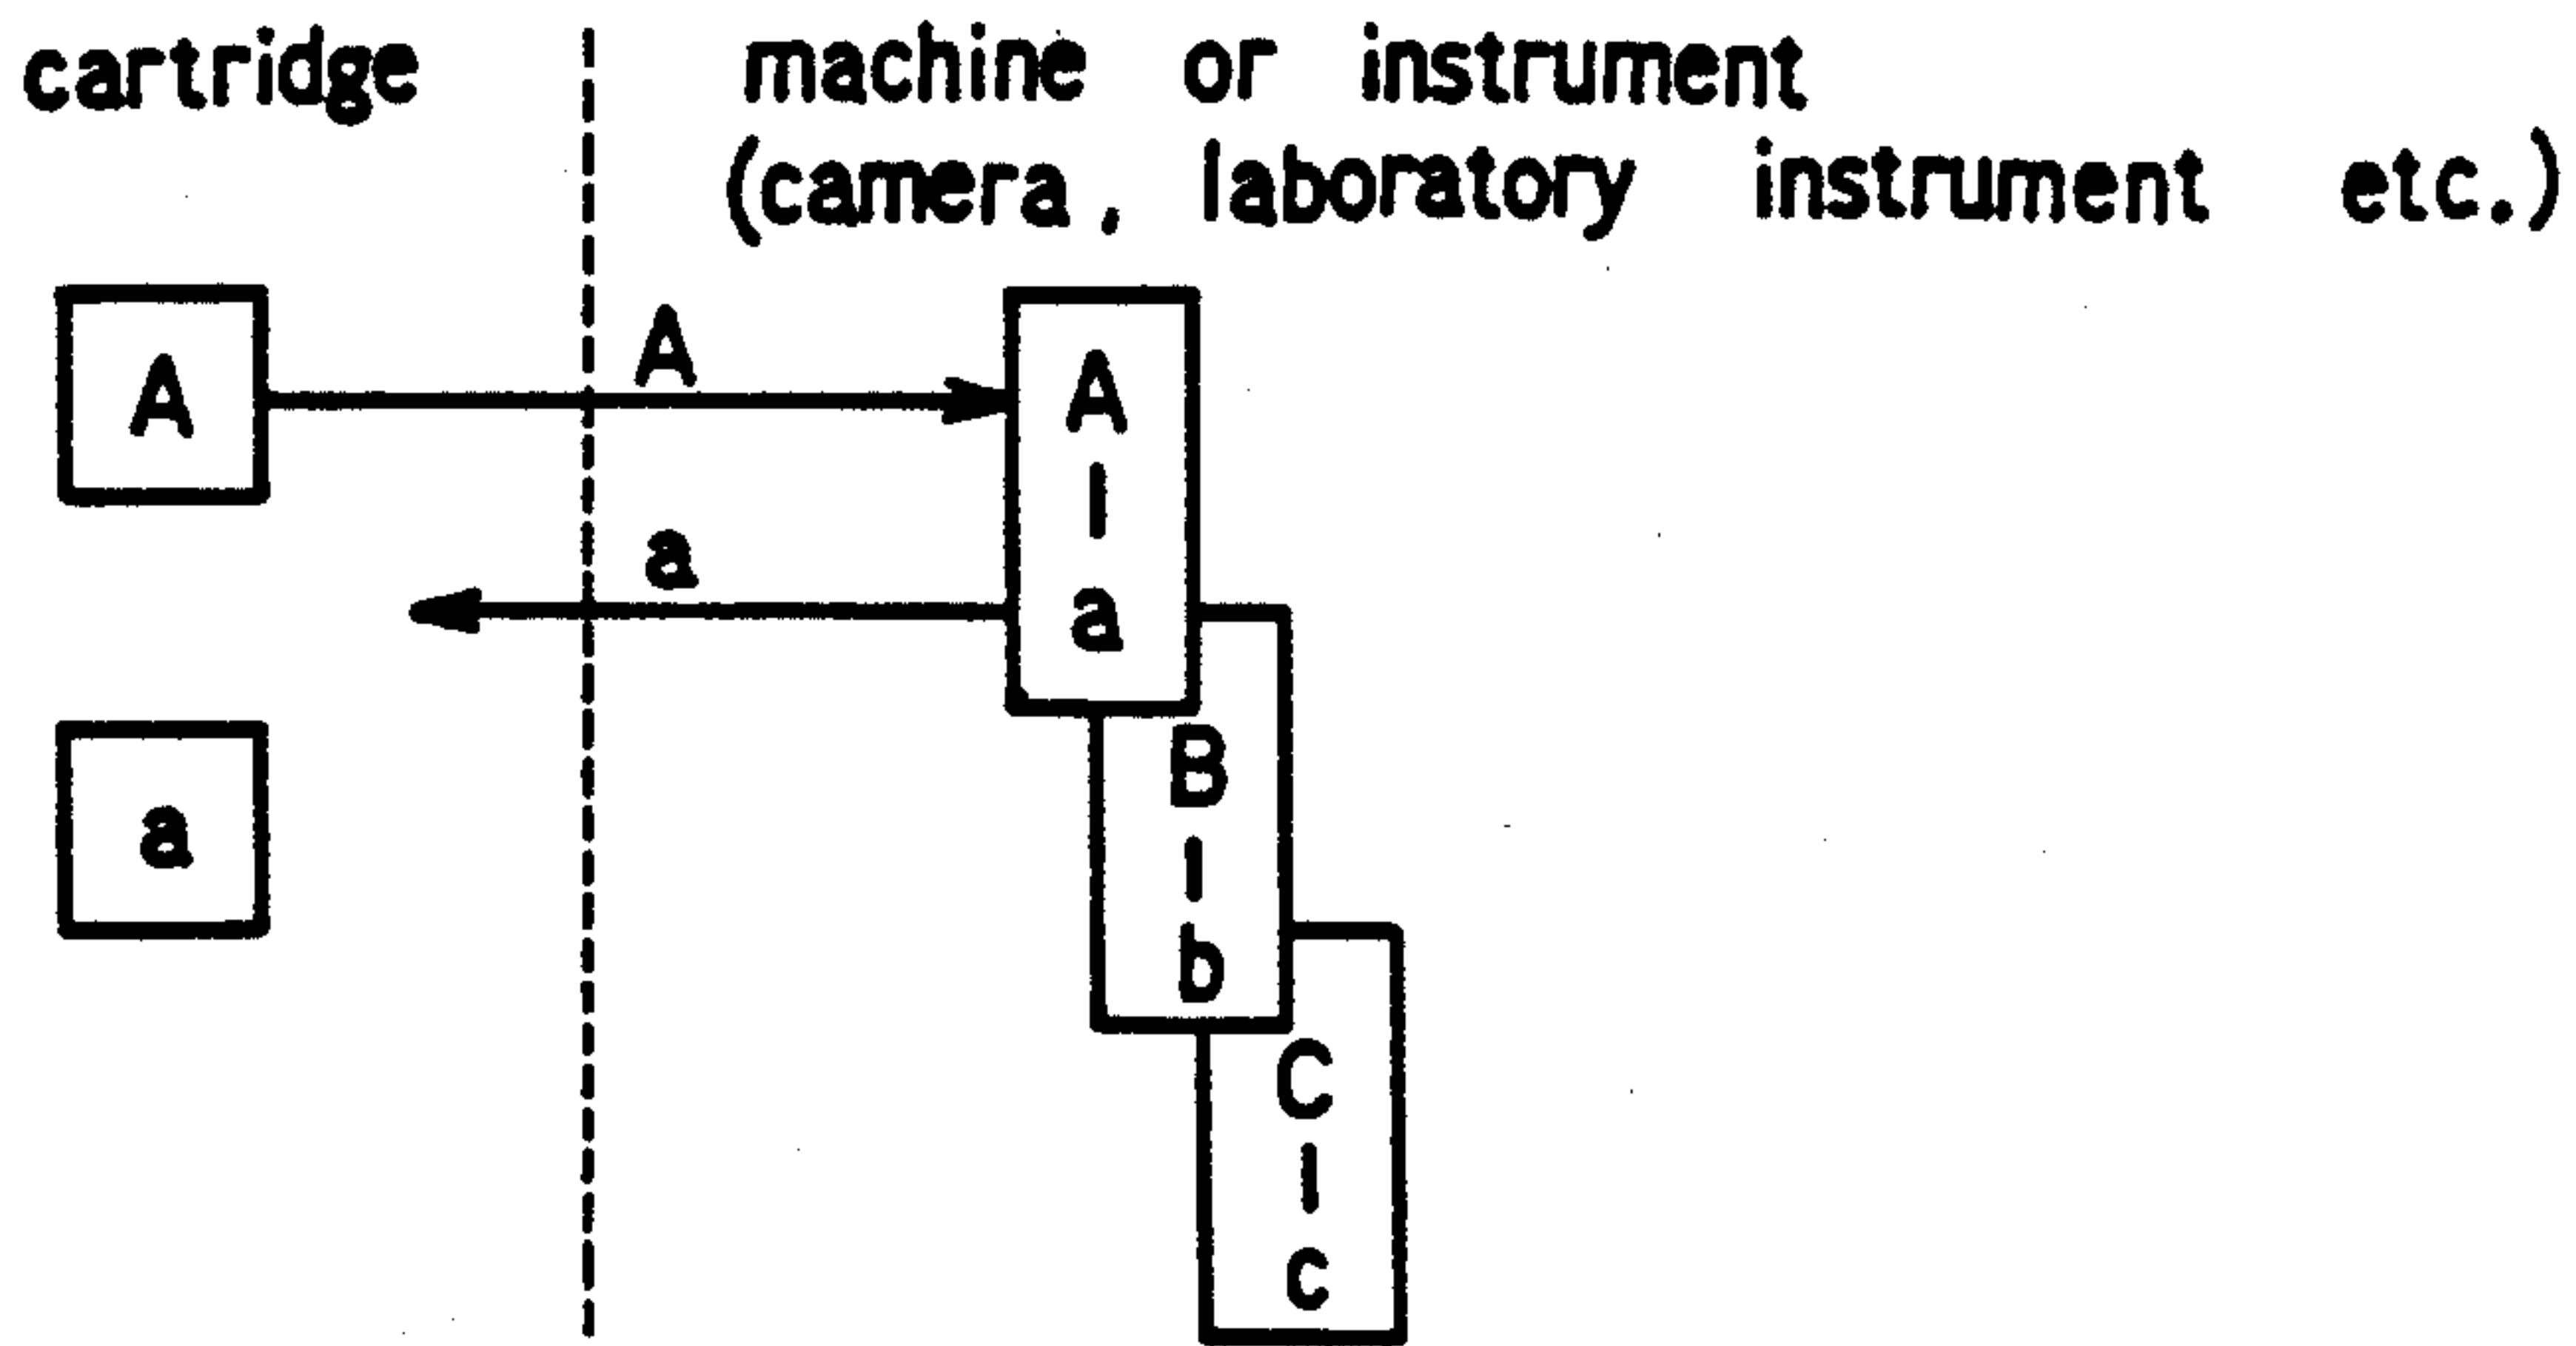 cartridge
machine or instrument
(camera, laboratory instrument etc.)
A
A
A
a
a
a
B
b
C
c